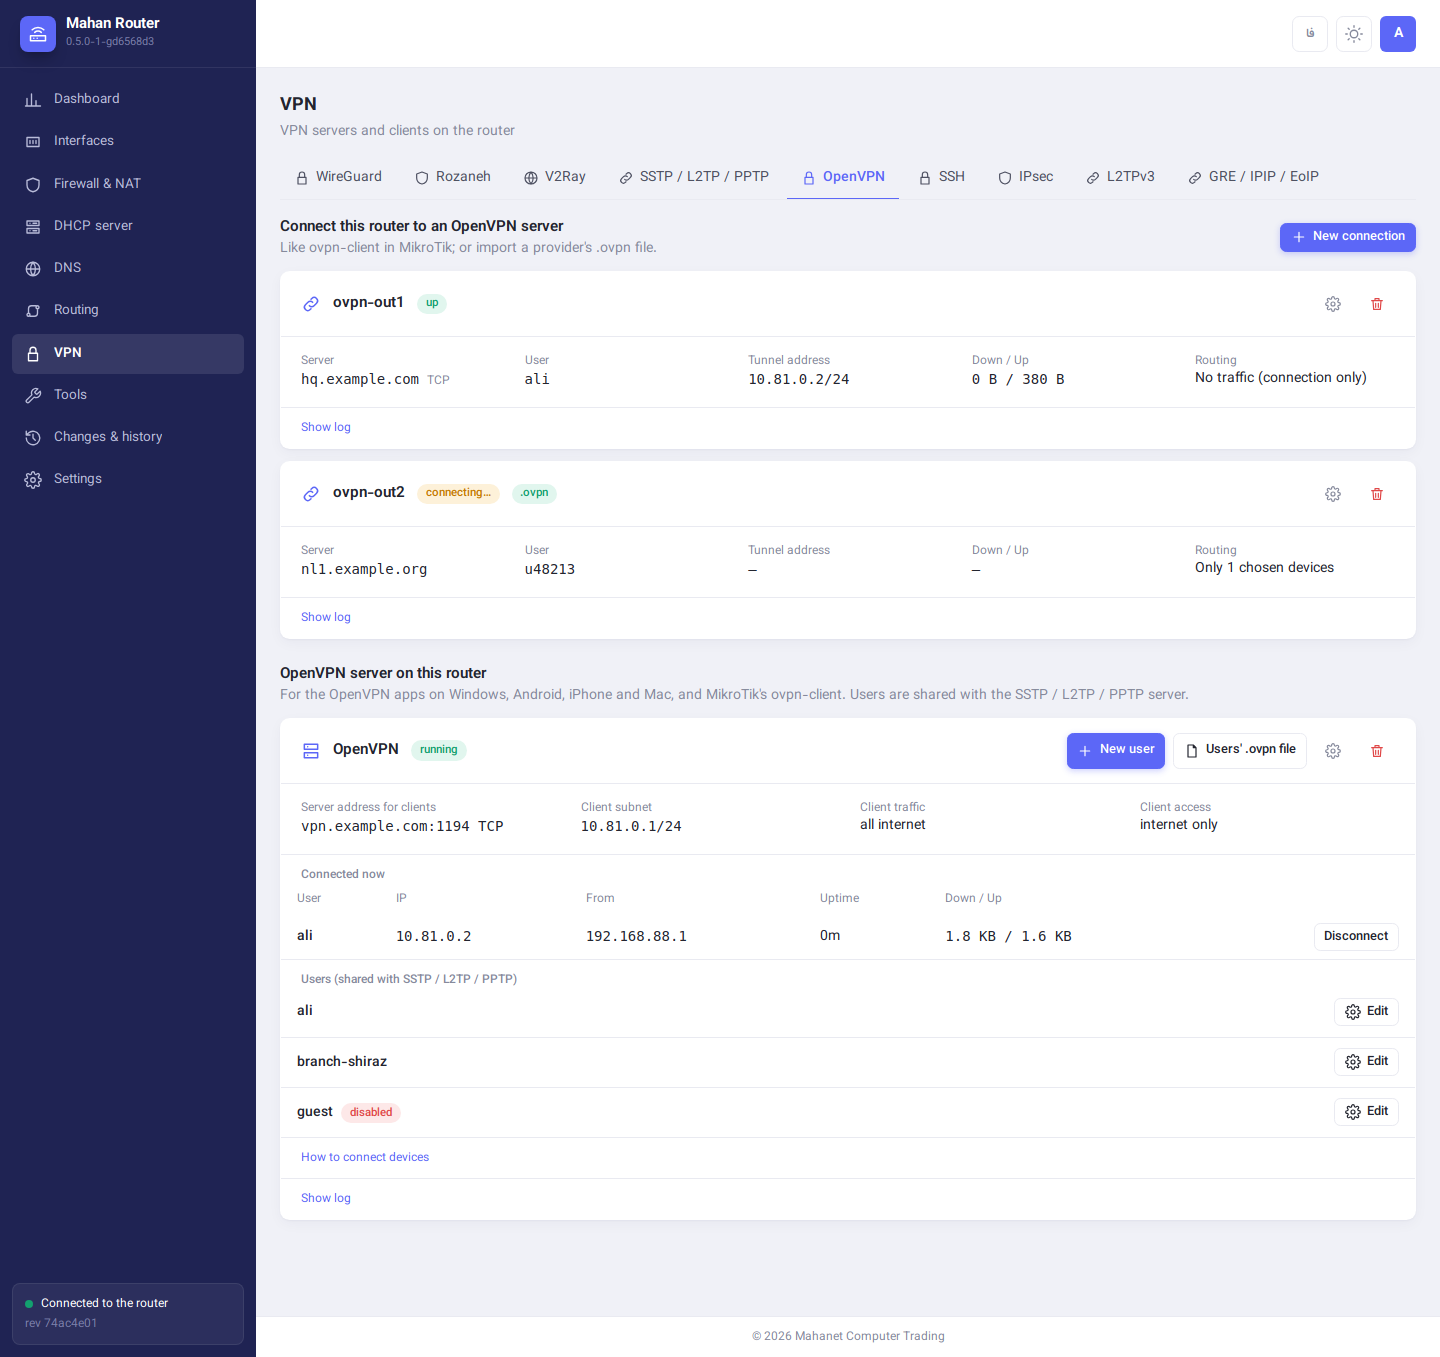 Mahan Router
0.5.0-1-gd6568d3
فا
A
Dashboard
Interfaces
Firewall & NAT
DHCP server
DNS
Routing
VPN
Tools
Changes & history
Settings
Connected to the router
rev 74ac4e01
VPN
VPN servers and clients on the router
WireGuard Rozaneh V2Ray SSTP / L2TP / PPTP OpenVPN SSH IPsec L2TPv3 GRE / IPIP / EoIP
Connect this router to an OpenVPN server
Like ovpn-client in MikroTik; or import a provider's .ovpn file.
New connection
ovpn-out1 up
Server User Tunnel address Down / Up Routing
hq.example.com TCP ali 10.81.0.2/24 0 B / 380 B No traffic (connection only)
Show log
ovpn-out2 connecting... .ovpn
Server User Tunnel address Down / Up Routing
nl1.example.org u48213 — — Only 1 chosen devices
Show log
OpenVPN server on this router
For the OpenVPN apps on Windows, Android, iPhone and Mac, and MikroTik's ovpn-client. Users are shared with the SSTP / L2TP / PPTP server.
OpenVPN running New user Users' .ovpn file
Server address for clients Client subnet Client traffic Client access
vpn.example.com:1194 TCP 10.81.0.1/24 all internet internet only
Connected now
User IP From Uptime Down / Up
ali 10.81.0.2 192.168.88.1 0m 1.8 KB / 1.6 KB Disconnect
Users (shared with SSTP / L2TP / PPTP)
ali Edit
branch-shiraz Edit
guest disabled Edit
How to connect devices
Show log
© 2026 Mahanet Computer Trading